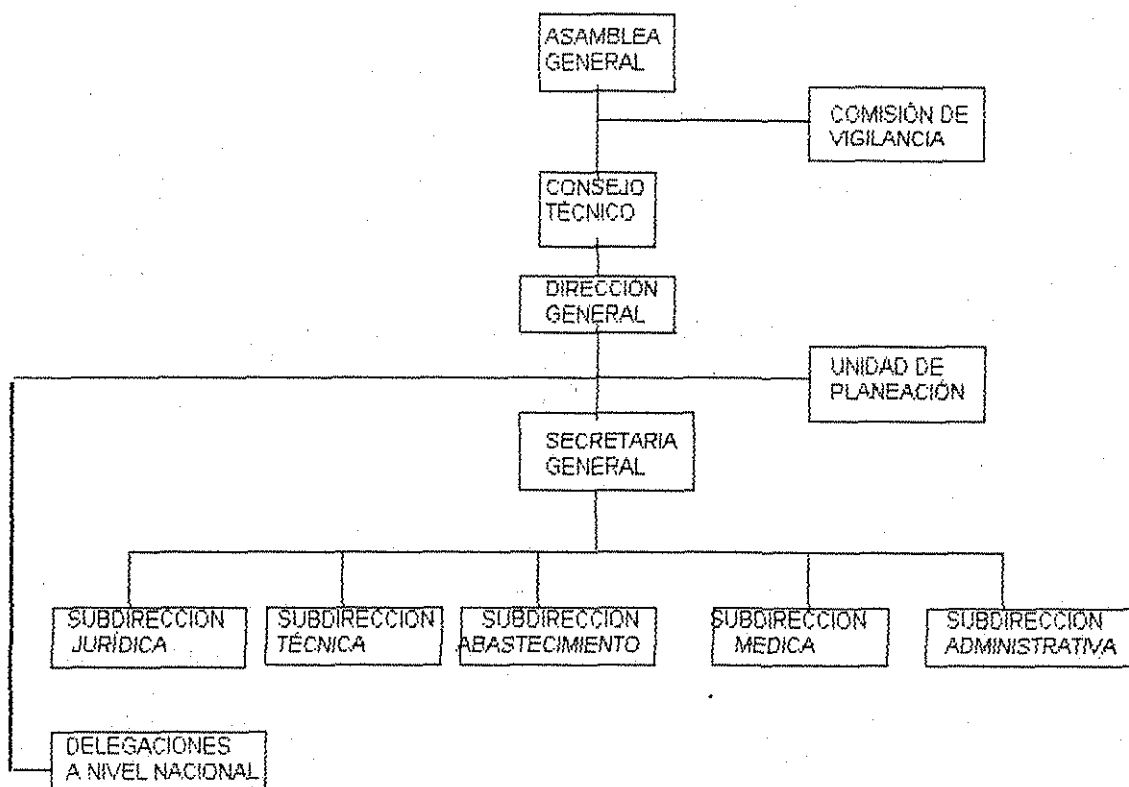 ASAMBLEA
GENERAL
COMISIÓN DE
VIGILANCIA
CONSEJO
TÉCNICO
DIRECCION
GENERAL
UNIDAD DE
PLANEACIÓN
SECRETARIA
GENERAL
SUBDIRECCION
JURÍDICA
SUBDIRECCION
TÉCNICA
SUBDIRECCION
ABASTECIMIENTO
SUBDIRECCION
MEDICA
SUBDIRECCION
ADMINISTRATIVA
DELEGACIONES
A NIVEL NACIONAL